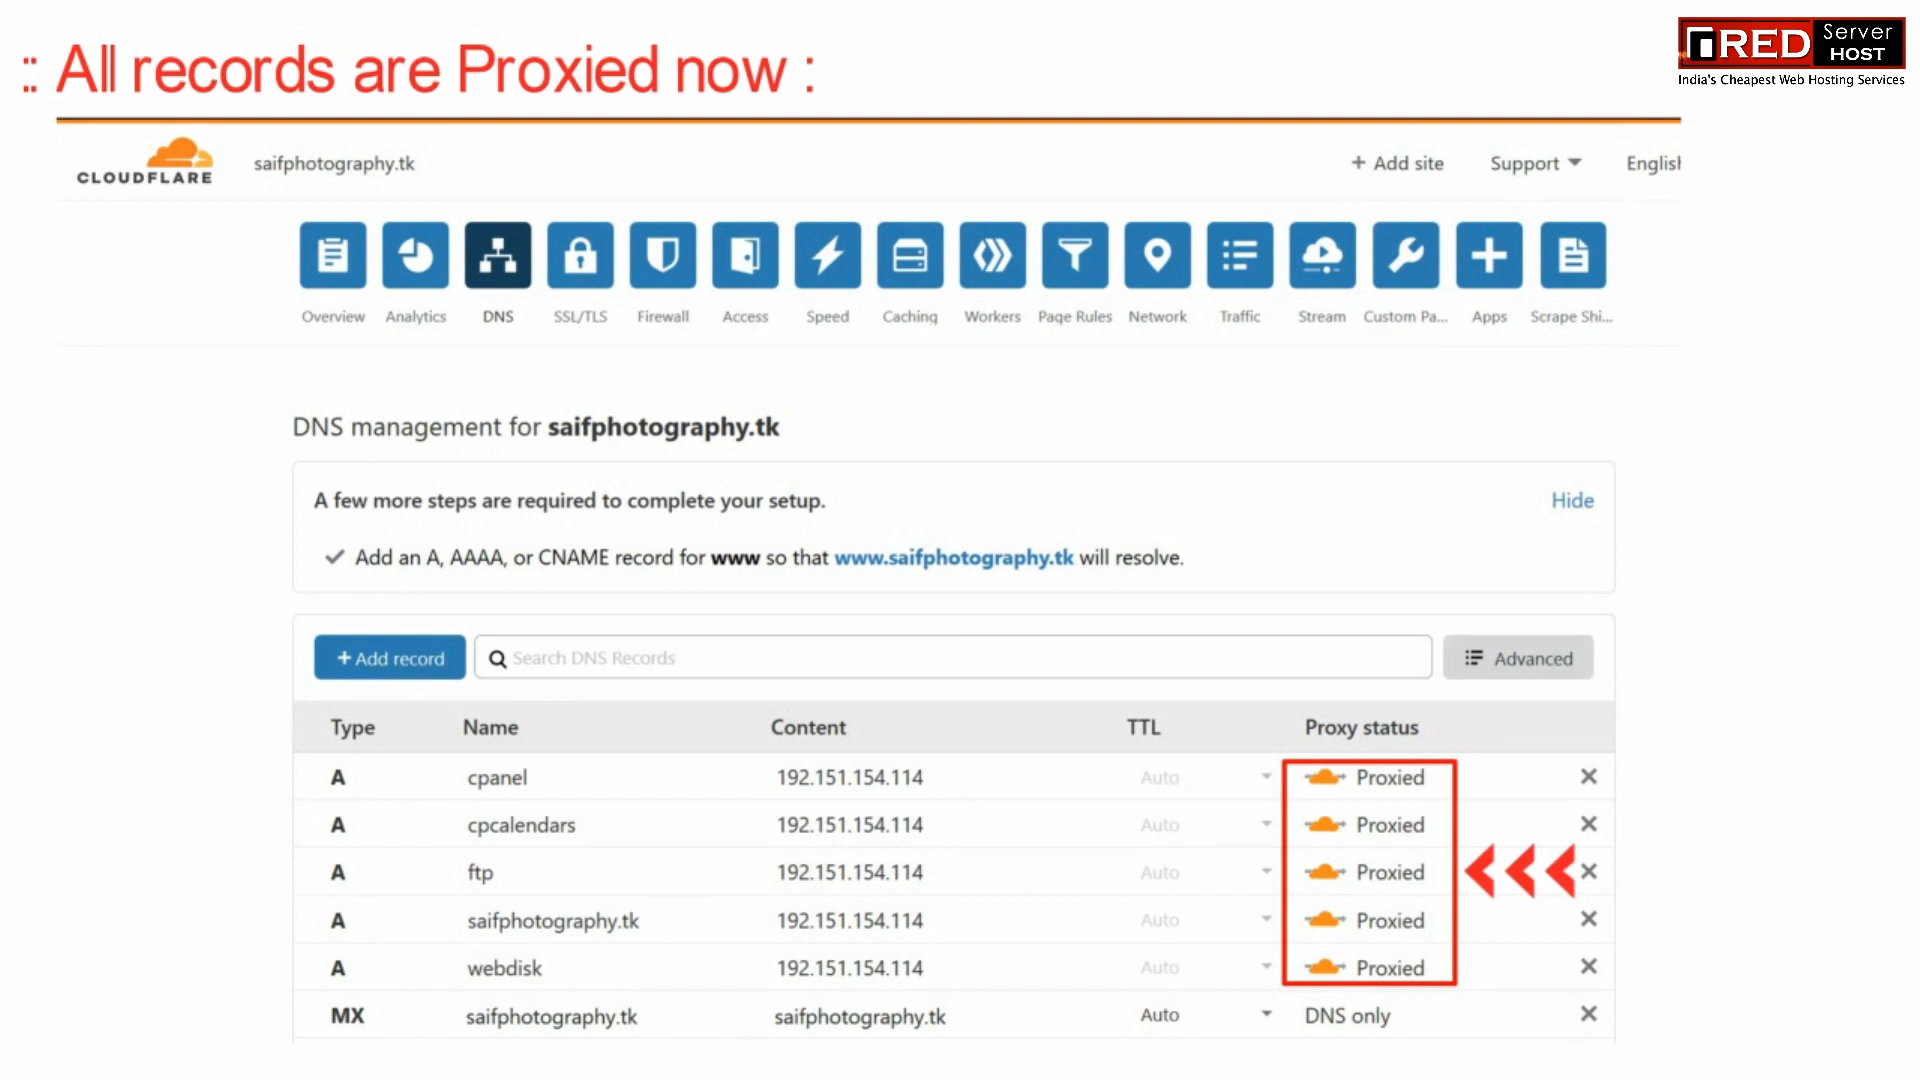 :: All records are Proxied now :
RED Server HOST
India's Cheapest Web Hosting Services
CLOUDFLARE saifphotography.tk + Add site Support English
Overview Analytics DNS SSL/TLS Firewall Access Speed Caching Workers Page Rules Network Traffic Stream Custom Pa... Apps Scrape Shi...
DNS management for saifphotography.tk
A few more steps are required to complete your setup. Hide
Add an A, AAAA, or CNAME record for www so that www.saifphotography.tk will resolve.
+ Add record Search DNS Records Advanced
Type Name Content TTL Proxy status
A cpanel 192.151.154.114 Auto Proxied
A cpcalendars 192.151.154.114 Auto Proxied
A ftp 192.151.154.114 Auto Proxied
A saifphotography.tk 192.151.154.114 Auto Proxied
A webdisk 192.151.154.114 Auto Proxied
MX saifphotography.tk saifphotography.tk Auto DNS only